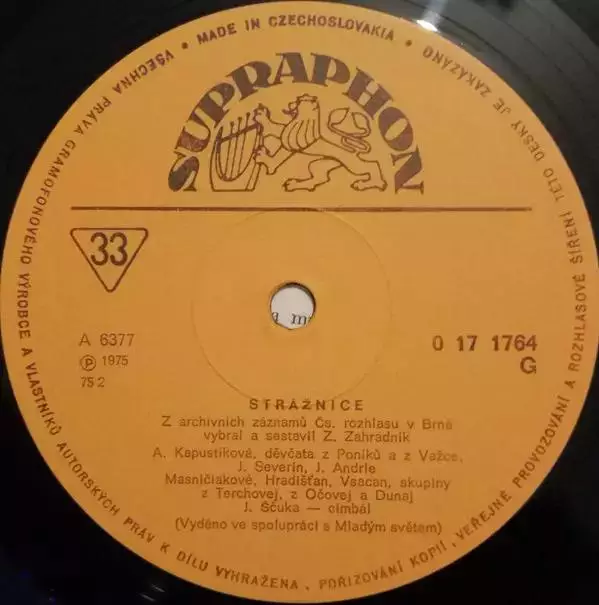 • MADE IN CZECHOSLOVAKIA •
VŠECHNA PRÁVA GRAMOFONOVÉHO VÝROBCE A VLASTNÍKŮ AUTORSKÝCH PRÁV K DÍLU VYHRAŽENA. POŘIZOVÁNÍ KOPIÍ, VEŘEJNÉ PROVOZOVÁNÍ A ROZHLASOVÉ ŠÍŘENÍ TÉTO DESKY JE ZAKÁZÁNO
SUPRAPHON
33
A 6377
Ⓟ 1975
75 2
0 17 1764
G
STRÁŽNICE
Z archivních záznamů Čs. rozhlasu v Brně
vybral a sestavil Z. Zahradník
A. Kapustíková, děvčata z Poník a z Važce,
J. Severin, J. Andrle
Masničiakové, Hradišťan, Vsacan, skupiny
z Terchovej, z Očovej a Dunaj
J. Ščuka — cimbál
(Vydáno ve spolupráci s Mladým světem)
a m